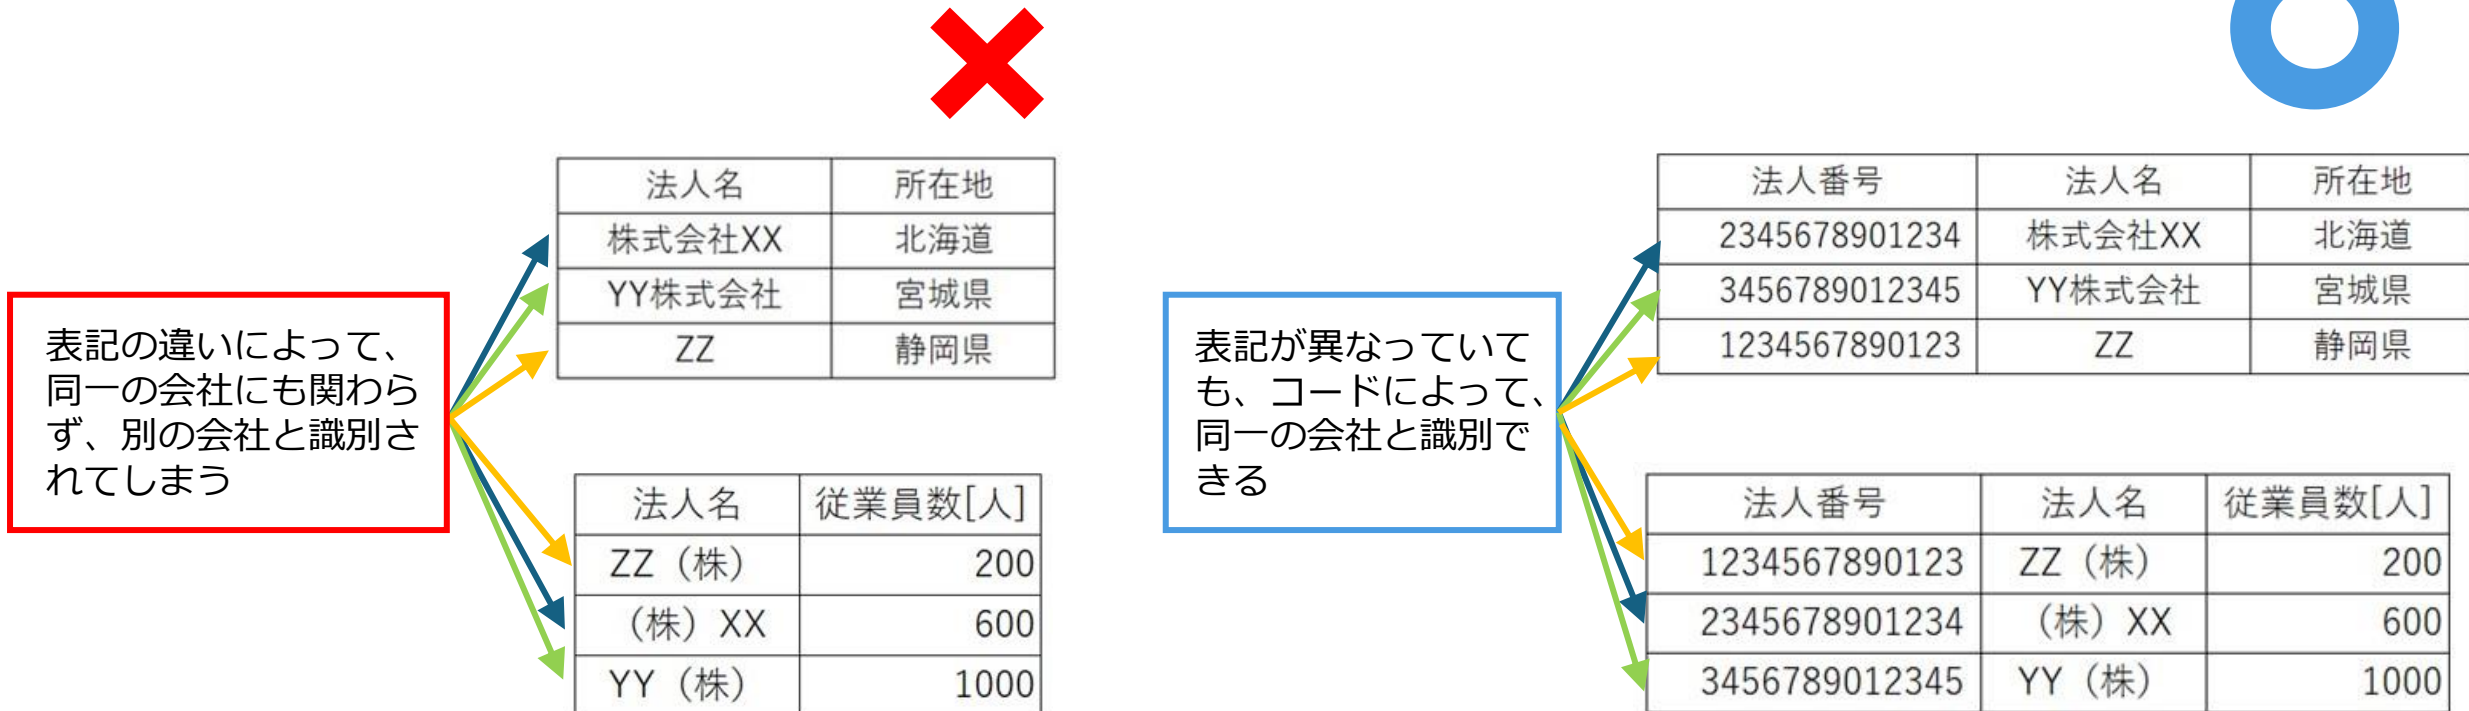 表記の違いによって、
同一の会社にも関わら
ず、別の会社と識別さ
れてしまう
法人名 所在地
株式会社XX 北海道
YY株式会社 宮城県
ZZ 静岡県
法人名 従業員数[人]
ZZ（株） 200
（株）XX 600
YY（株） 1000
表記が異なっていて
も、コードによって、
同一の会社と識別で
きる
法人番号 法人名 所在地
2345678901234 株式会社XX 北海道
3456789012345 YY株式会社 宮城県
1234567890123 ZZ 静岡県
法人番号 法人名 従業員数[人]
1234567890123 ZZ（株） 200
2345678901234 （株）XX 600
3456789012345 YY（株） 1000